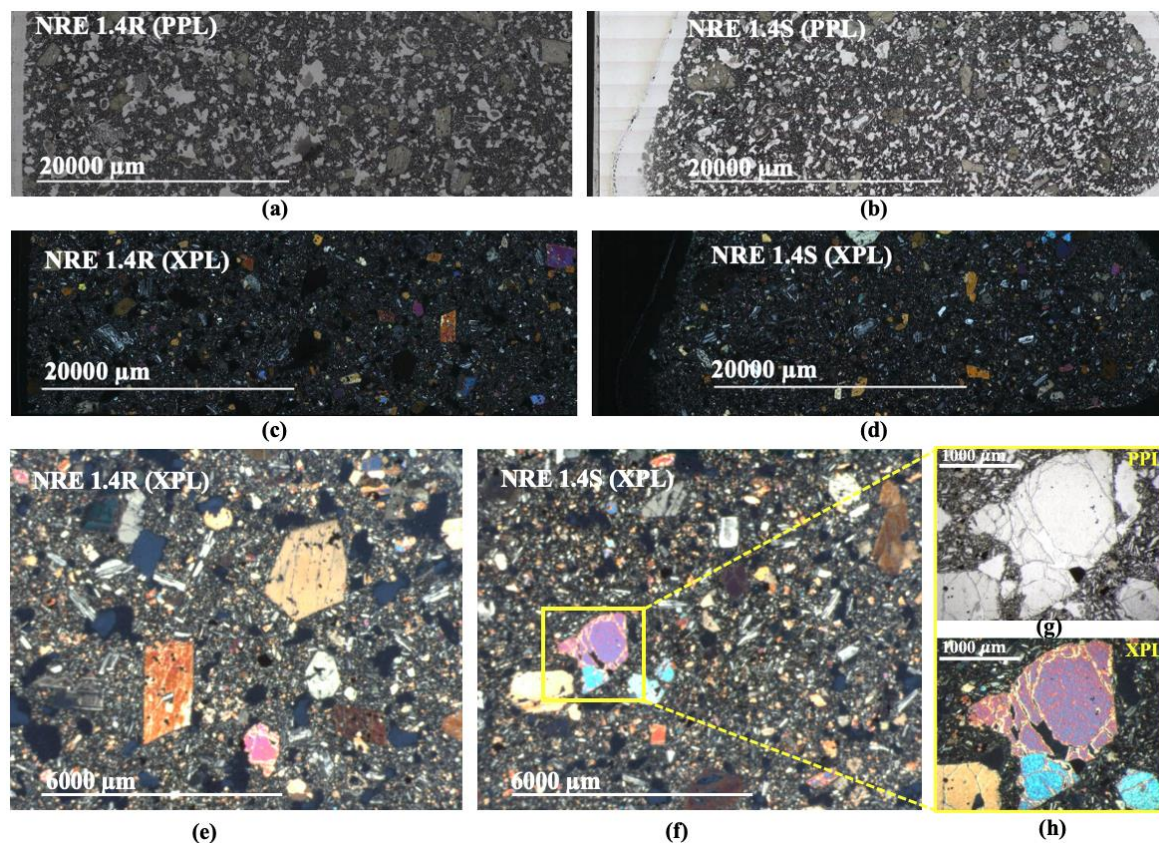 NRE 1.4R (PPL)
20000 µm
(a)
NRE 1.4S (PPL)
20000 µm
(b)
NRE 1.4R (XPL)
20000 µm
(c)
NRE 1.4S (XPL)
20000 µm
(d)
NRE 1.4R (XPL)
6000 µm
(e)
NRE 1.4S (XPL)
6000 µm
(f)
1000 µm
PPL
(g)
1000 µm
XPL
(h)